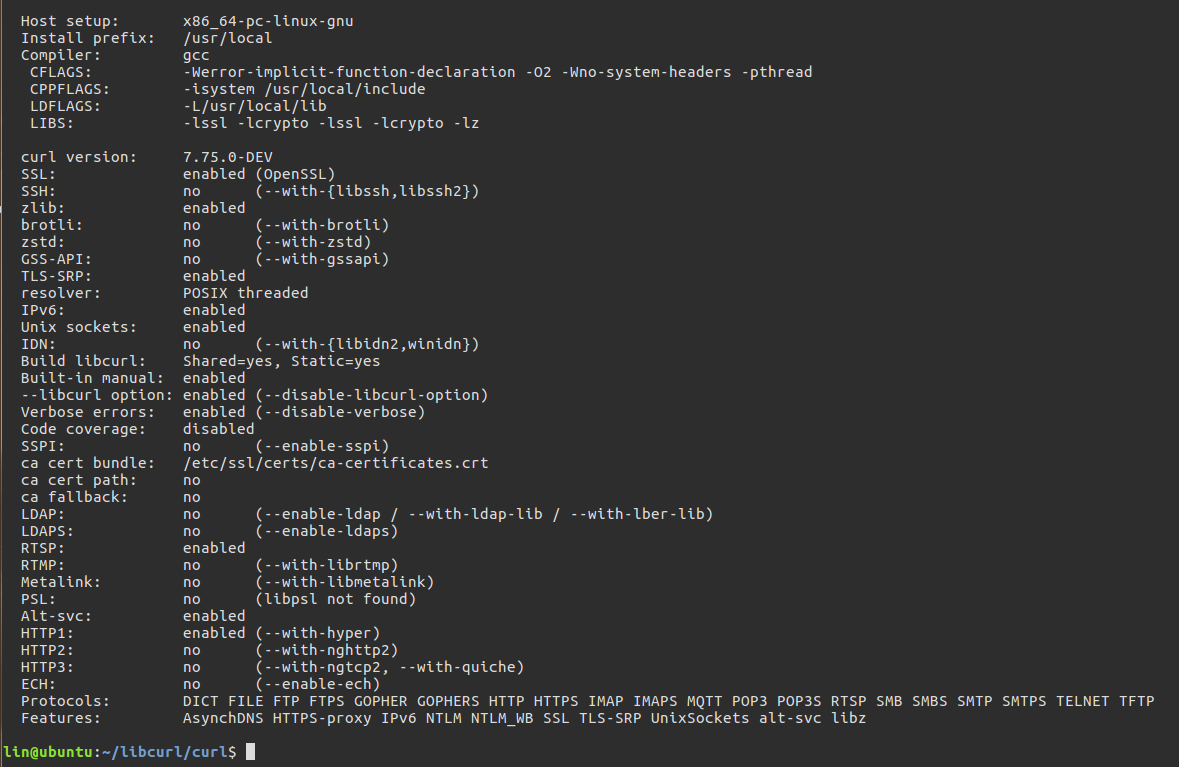 Host setup:       x86_64-pc-linux-gnu
Install prefix:   /usr/local
Compiler:         gcc
 CFLAGS:          -Werror-implicit-function-declaration -O2 -Wno-system-headers -pthread
 CPPFLAGS:        -isystem /usr/local/include
 LDFLAGS:         -L/usr/local/lib
 LIBS:            -lssl -lcrypto -lssl -lcrypto -lz

curl version:     7.75.0-DEV
SSL:              enabled (OpenSSL)
SSH:              no      (--with-{libssh,libssh2})
zlib:             enabled
brotli:           no      (--with-brotli)
zstd:             no      (--with-zstd)
GSS-API:          no      (--with-gssapi)
TLS-SRP:          enabled
resolver:         POSIX threaded
IPv6:             enabled
Unix sockets:     enabled
IDN:              no      (--with-{libidn2,winidn})
Build libcurl:    Shared=yes, Static=yes
Built-in manual:  enabled
--libcurl option: enabled (--disable-libcurl-option)
Verbose errors:   enabled (--disable-verbose)
Code coverage:    disabled
SSPI:             no      (--enable-sspi)
ca cert bundle:   /etc/ssl/certs/ca-certificates.crt
ca cert path:     no
ca fallback:      no
LDAP:             no      (--enable-ldap / --with-ldap-lib / --with-lber-lib)
LDAPS:            no      (--enable-ldaps)
RTSP:             enabled
RTMP:             no      (--with-librtmp)
Metalink:         no      (--with-libmetalink)
PSL:              no      (libpsl not found)
Alt-svc:          enabled
HTTP1:            enabled (--with-hyper)
HTTP2:            no      (--with-nghttp2)
HTTP3:            no      (--with-ngtcp2, --with-quiche)
ECH:              no      (--enable-ech)
Protocols:        DICT FILE FTP FTPS GOPHER GOPHERS HTTP HTTPS IMAP IMAPS MQTT POP3 POP3S RTSP SMB SMBS SMTP SMTPS TELNET TFTP
Features:         AsynchDNS HTTPS-proxy IPv6 NTLM NTLM_WB SSL TLS-SRP UnixSockets alt-svc libz

lin@ubuntu:~/libcurl/curl$